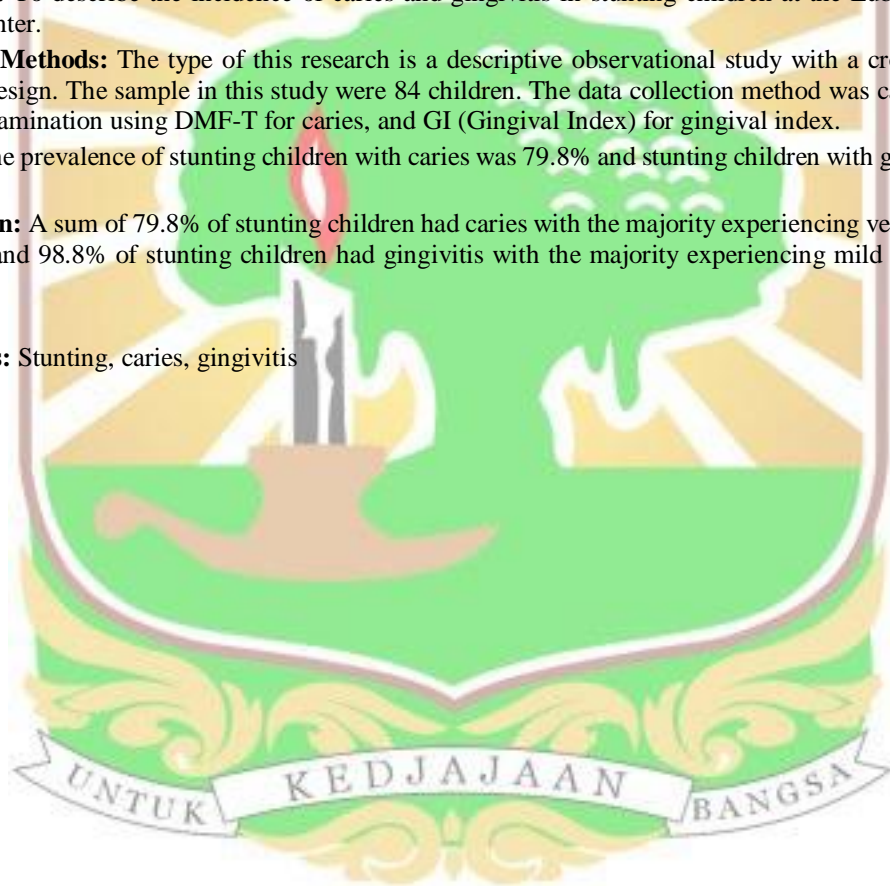 To describe the incidence of caries and gingivitis in stunting children at the
nter.
Methods: The type of this research is a descriptive observational study with a cr
esign. The sample in this study were 84 children. The data collection method was ca
amination using DMF-T for caries, and GI (Gingival Index) for gingival index.
ne prevalence of stunting children with caries was 79.8% and stunting children with g
n: A sum of 79.8% of stunting children had caries with the majority experiencing ve
and 98.8% of stunting children had gingivitis with the majority experiencing mild
s: Stunting, caries, gingivitis
UNTUK KEDJAJAAN BANGSA